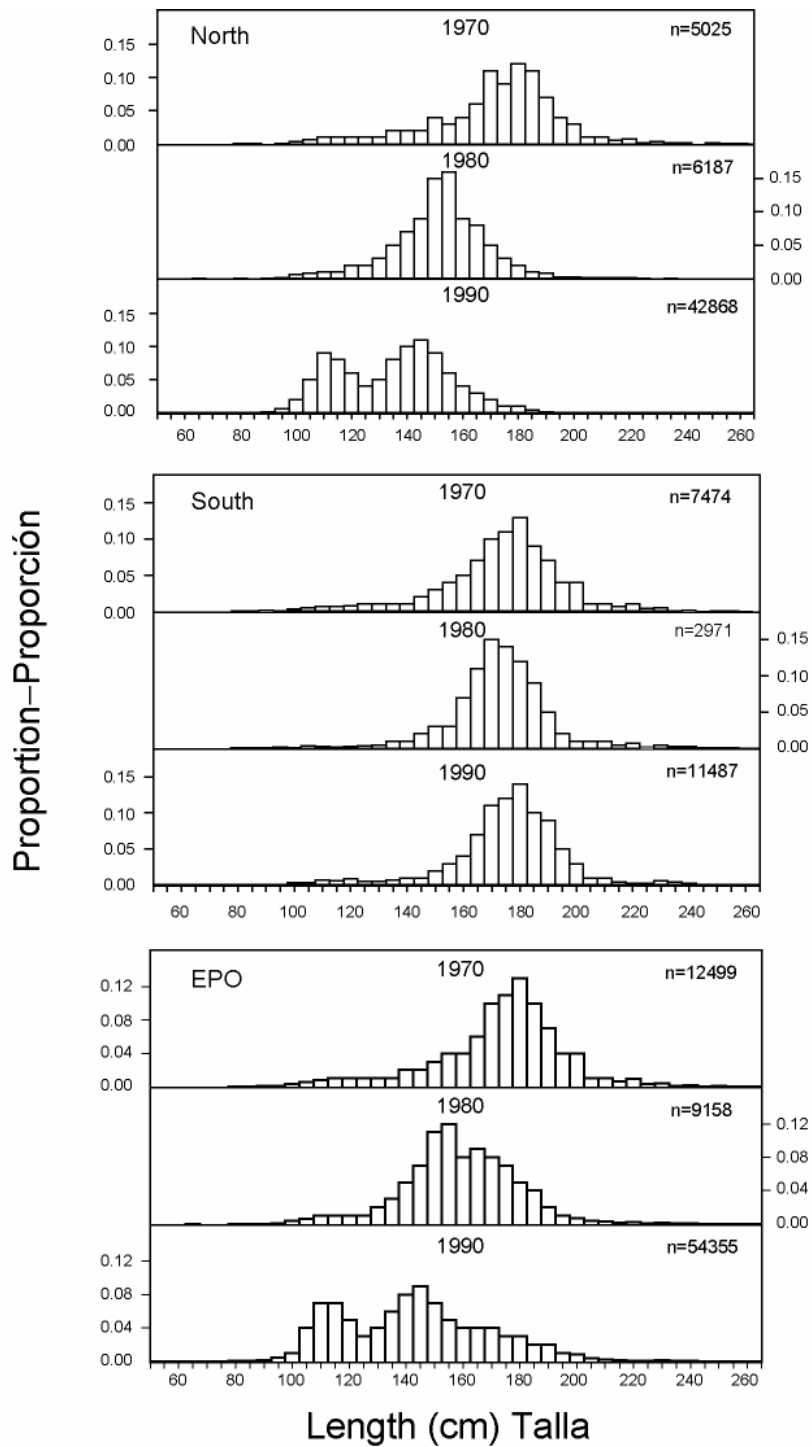 North 1970 n=5025
0.15
0.10
0.05
0.00
1980 n=6187
0.15
0.10
0.05
0.00
1990 n=42868
0.15
0.10
0.05
0.00
60 80 100 120 140 160 180 200 220 240 260
South 1970 n=7474
0.15
0.10
0.05
0.00
1980 n=2971
0.15
0.10
0.05
0.00
1990 n=11487
0.15
0.10
0.05
0.00
60 80 100 120 140 160 180 200 220 240 260
EPO 1970 n=12499
0.12
0.08
0.04
0.00
1980 n=9158
0.12
0.08
0.04
0.00
1990 n=54355
0.12
0.08
0.04
0.00
60 80 100 120 140 160 180 200 220 240 260
Proportion–Proporción
Length (cm) Talla